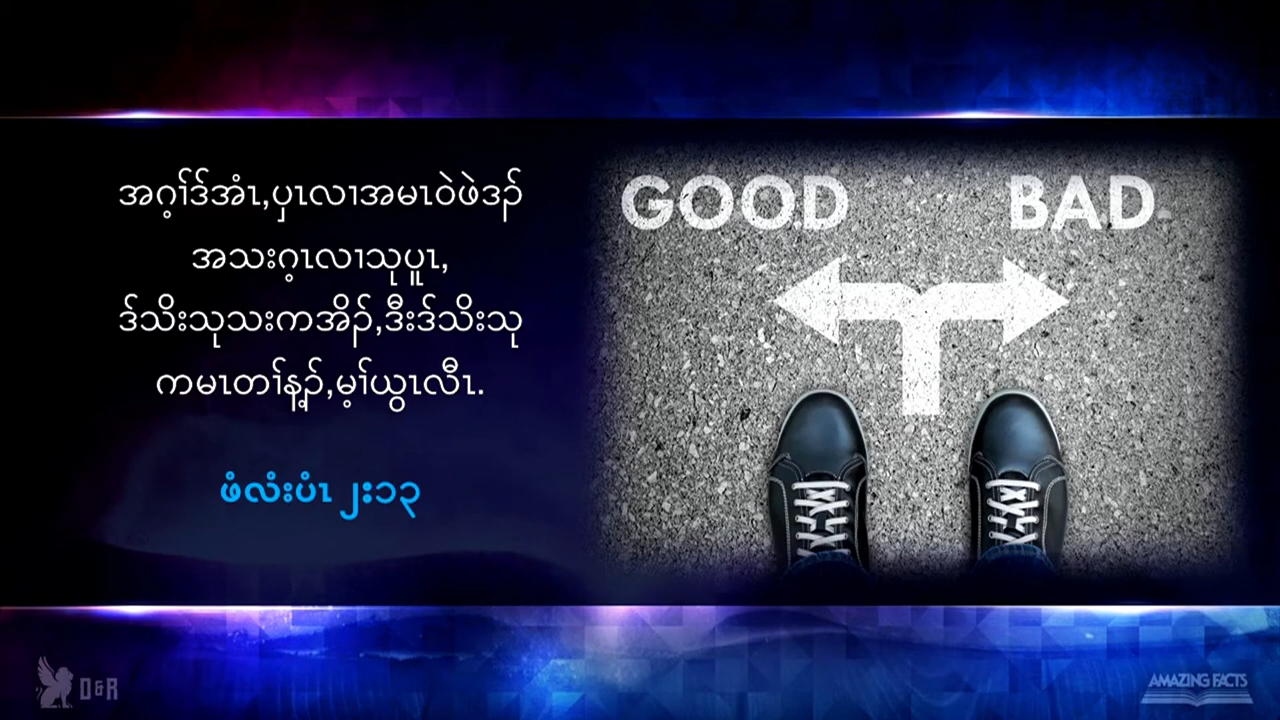 အဂ့ၢ်ဒ်အံၤ,ပှၤလၢအမၤဝဲဖဲဒၣ်
အသးဂ့ၤလၢသုပူၤ,
ဒ်သိးသုသးကအိၣ်,ဒီးဒ်သိးသု
ကမၤတၢ်န့ၣ်,မ့ၢ်ယွၤလီၤ.
ဖံလံးပံၤ ၂း၁၃
GOOD BAD
D&R
AMAZING FACTS